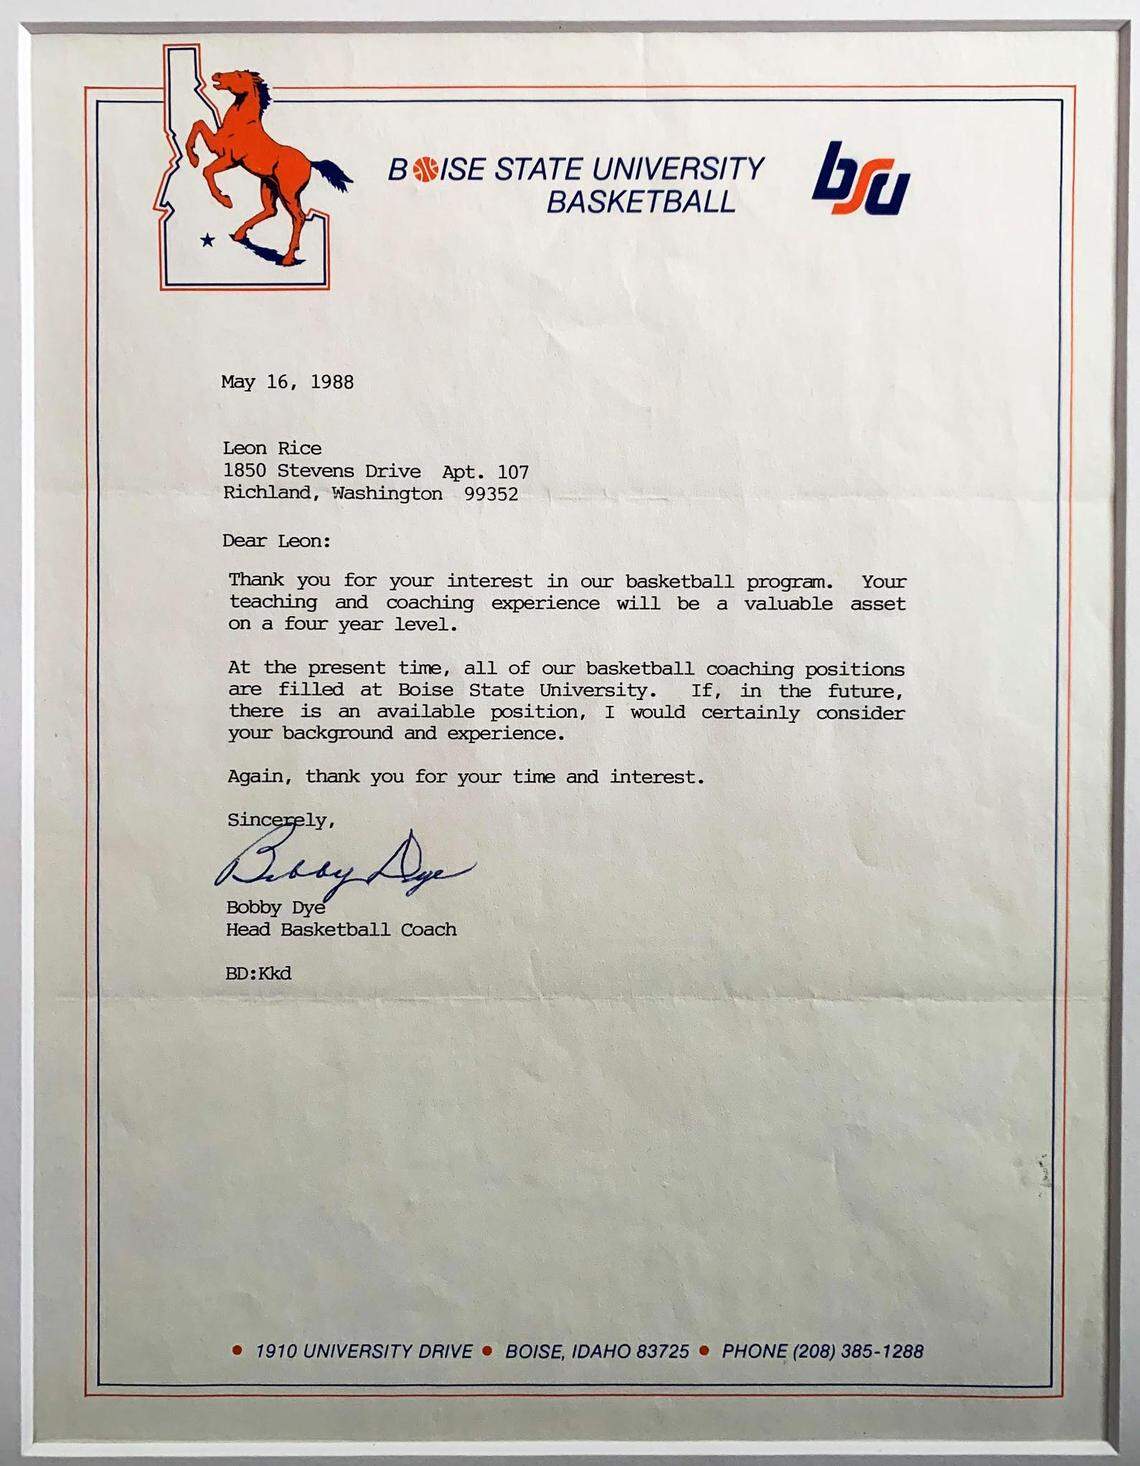 BOISE STATE UNIVERSITY
BASKETBALL
bsu
May 16, 1988
Leon Rice
1850 Stevens Drive Apt. 107
Richland, Washington 99352
Dear Leon:
Thank you for your interest in our basketball program. Your
teaching and coaching experience will be a valuable asset
on a four year level.
At the present time, all of our basketball coaching positions
are filled at Boise State University. If, in the future,
there is an available position, I would certainly consider
your background and experience.
Again, thank you for your time and interest.
Sincerely,
Bobby Dye
Bobby Dye
Head Basketball Coach
BD:Kkd
• 1910 UNIVERSITY DRIVE • BOISE, IDAHO 83725 • PHONE (208) 385-1288